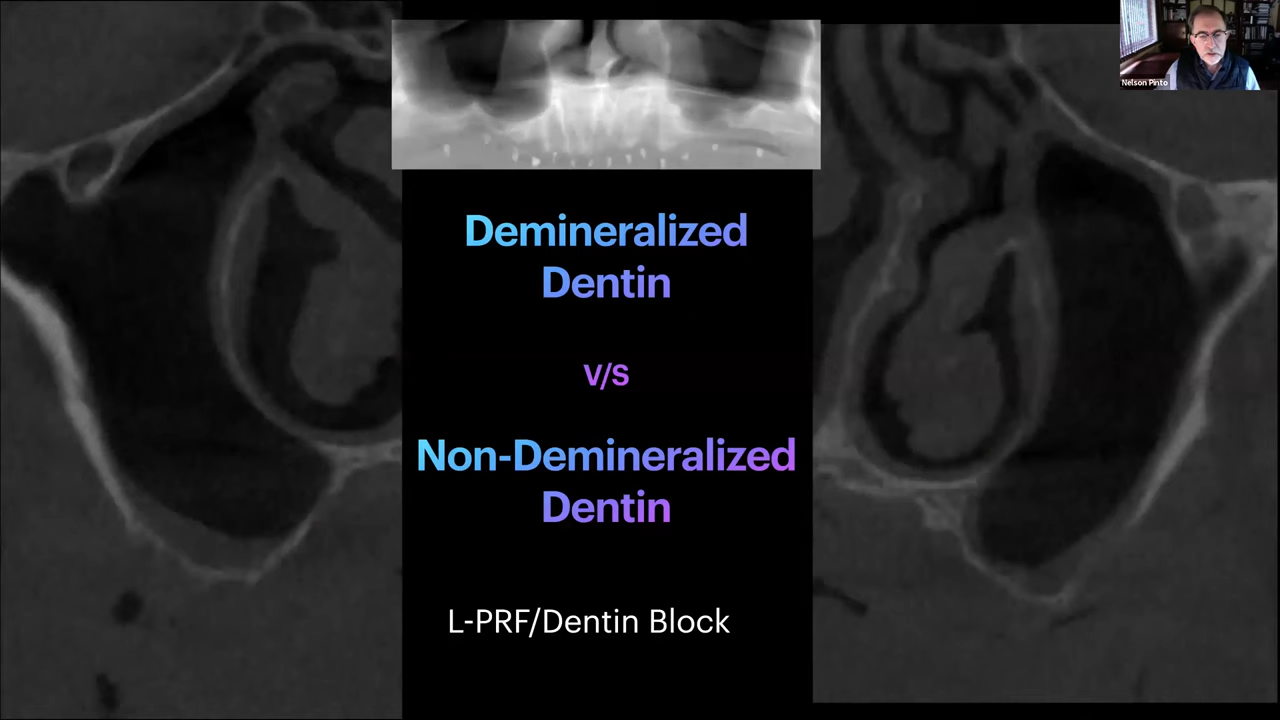 Nelson Pinto
Demineralized
Dentin
V/S
Non-Demineralized
Dentin
L-PRF/Dentin Block